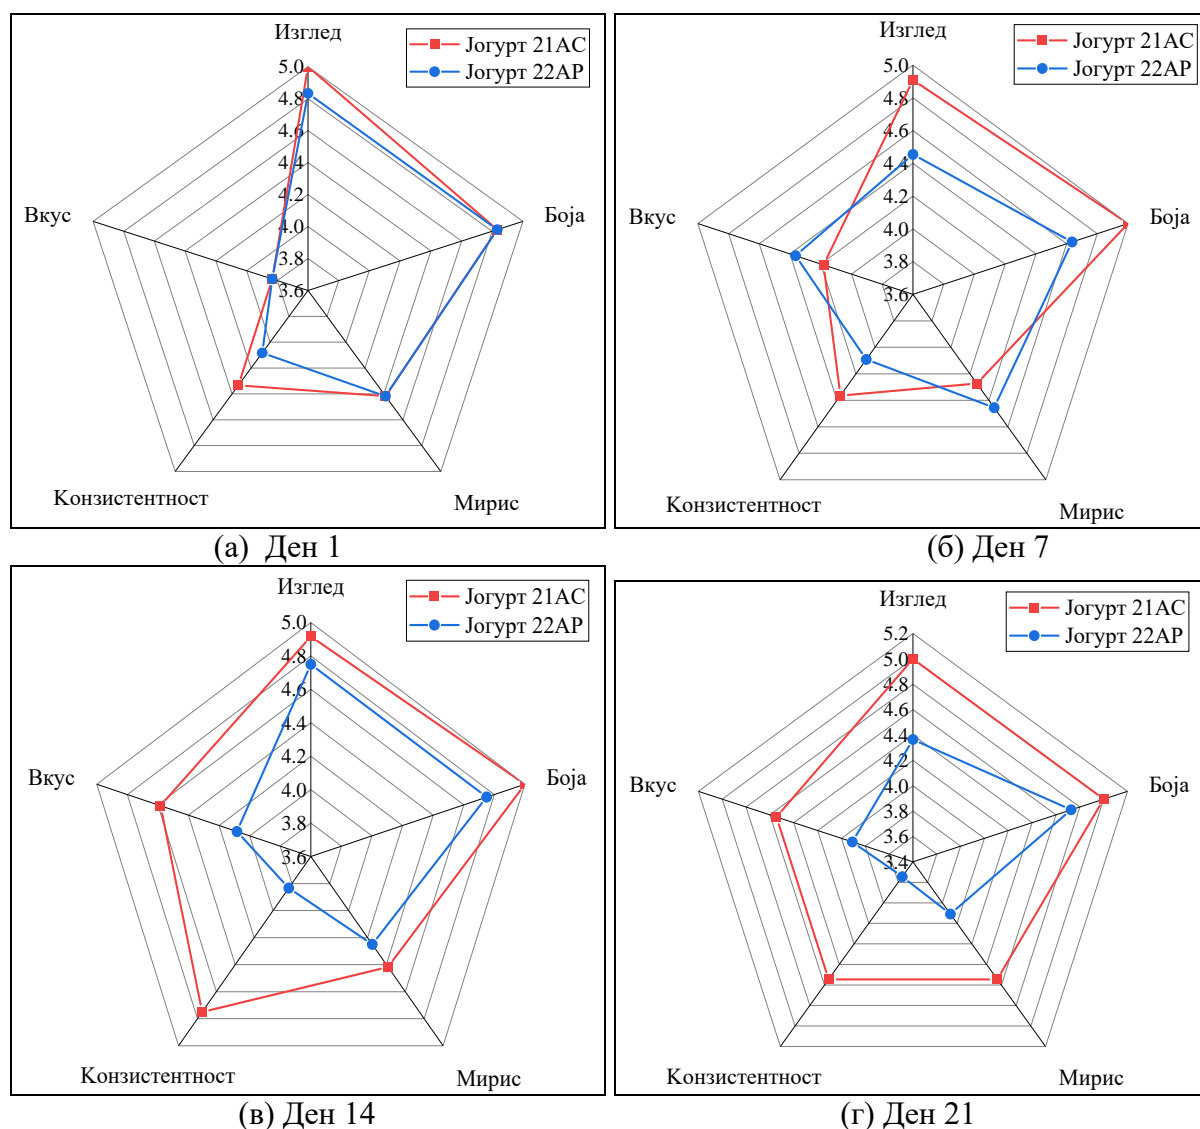 Изглед
Јогурт 21АС
Јогурт 22АР
5.0
4.8
4.6
4.4
4.2
4.0
3.8
3.6
Вкус
Боја
Конзистентност
Мирис
(а) Ден 1
Изглед
Јогурт 21АС
Јогурт 22АР
5.0
4.8
4.6
4.4
4.2
4.0
3.8
3.6
Вкус
Боја
Конзистентност
Мирис
(б) Ден 7
Изглед
Јогурт 21АС
Јогурт 22АР
5.0
4.8
4.6
4.4
4.2
4.0
3.8
3.6
Вкус
Боја
Конзистентност
Мирис
(в) Ден 14
Изглед
Јогурт 21АС
Јогурт 22АР
5.2
5.0
4.8
4.6
4.4
4.2
4.0
3.8
3.6
3.4
Вкус
Боја
Конзистентност
Мирис
(г) Ден 21